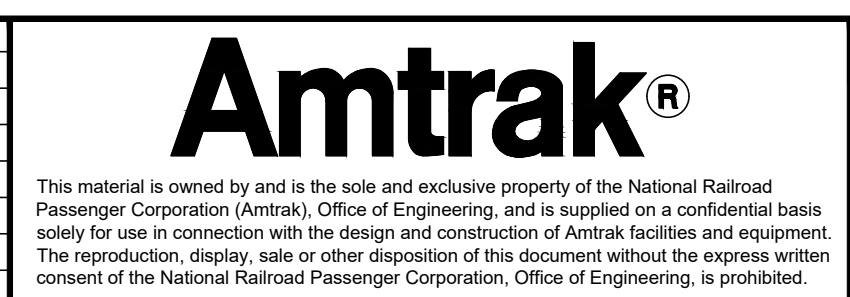 Amtrak®
This material is owned by and is the sole and exclusive property of the National Railroad
Passenger Corporation (Amtrak), Office of Engineering, and is supplied on a confidential basis
solely for use in connection with the design and construction of Amtrak facilities and equipment.
The reproduction, display, sale or other disposition of this document without the express written
consent of the National Railroad Passenger Corporation, Office of Engineering, is prohibited.